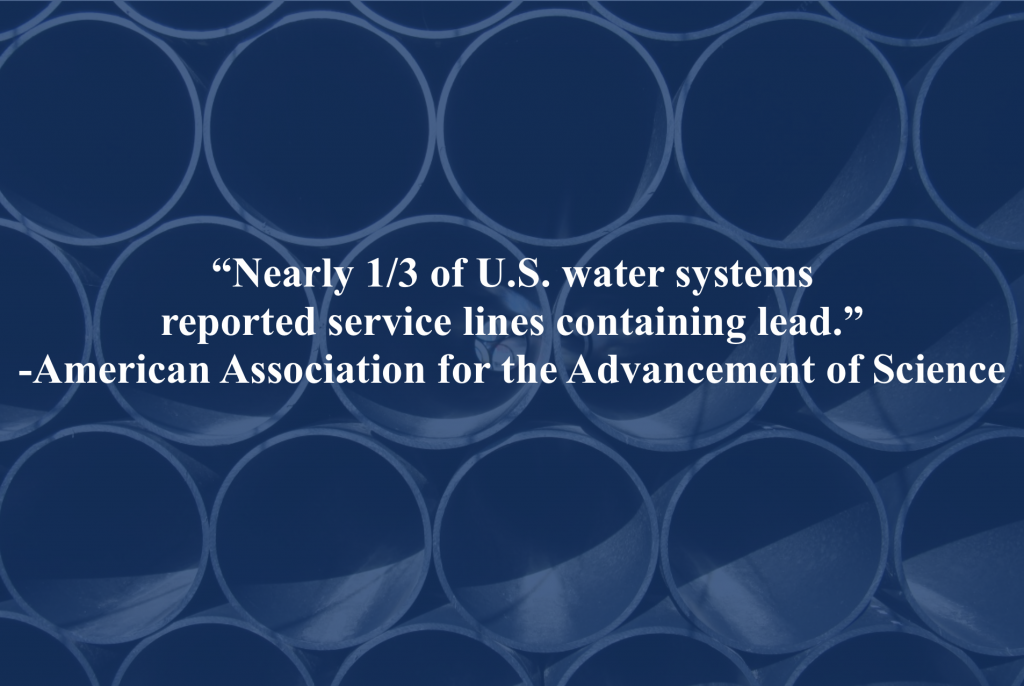 “Nearly 1/3 of U.S. water systems
reported service lines containing lead.”
-American Association for the Advancement of Science